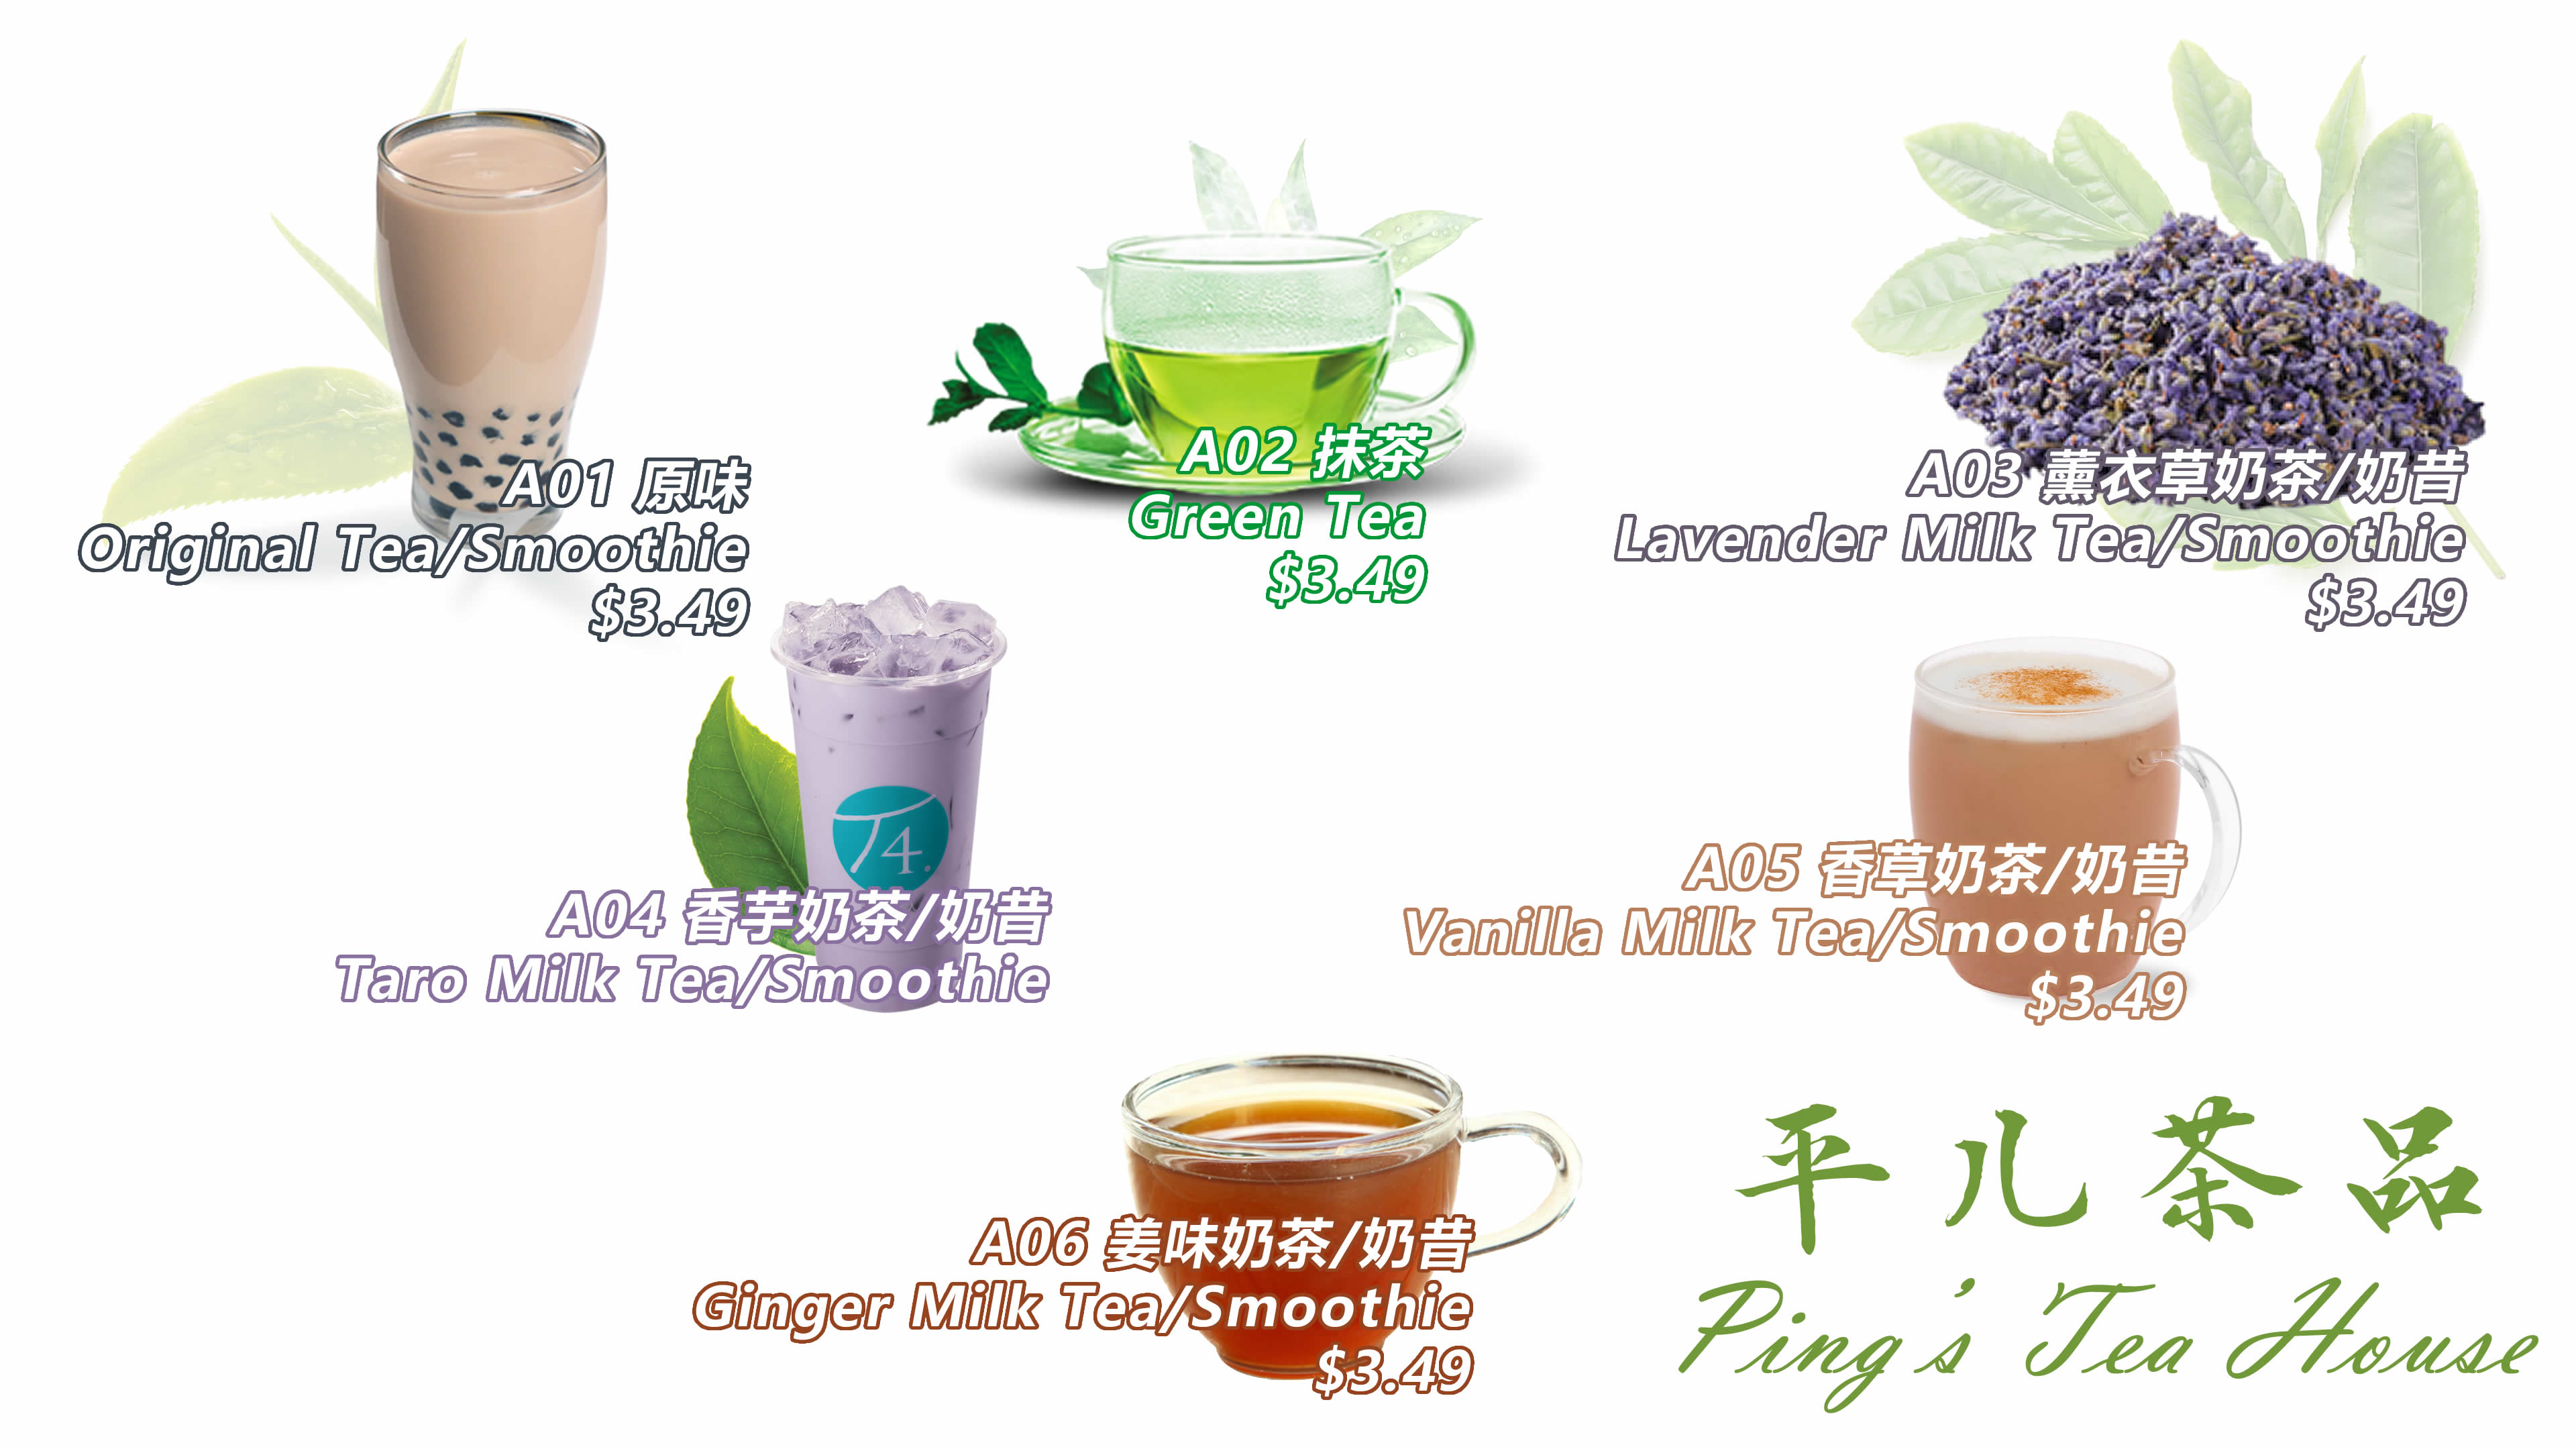 A01 原味
Original Tea/Smoothie
$3.49
A02 抹茶
Green Tea
$3.49
A03 薰衣草奶茶/奶昔
Lavender Milk Tea/Smoothie
$3.49
T4.
A04 香芋奶茶/奶昔
Taro Milk Tea/Smoothie
A05 香草奶茶/奶昔
Vanilla Milk Tea/Smoothie
$3.49
A06 姜味奶茶/奶昔
Ginger Milk Tea/Smoothie
$3.49
平儿茶品
Ping's Tea House